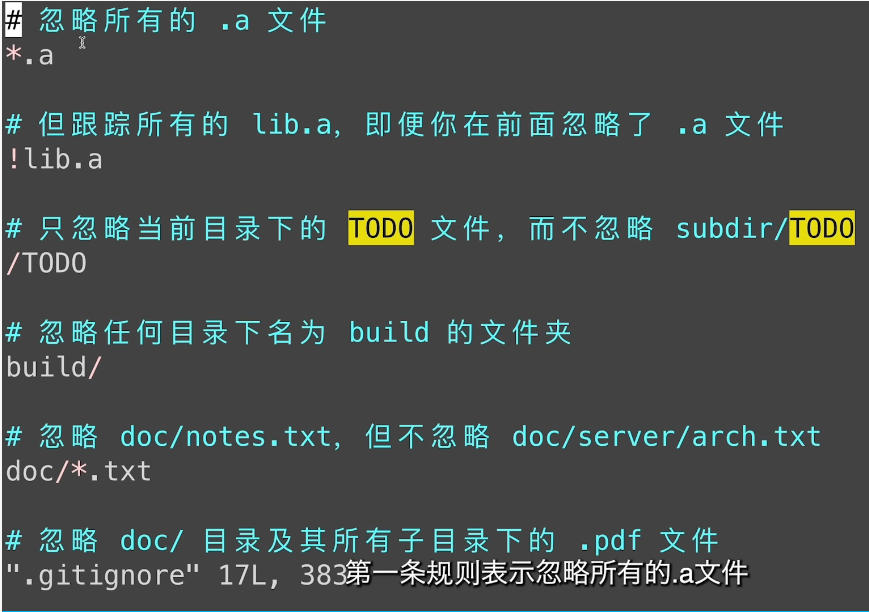 # 忽略所有的 .a 文件
*.a
# 但跟踪所有的 lib.a，即便你在前面忽略了 .a 文件
!lib.a
# 只忽略当前目录下的 TODO 文件，而不忽略 subdir/TODO
/TODO
# 忽略任何目录下名为 build 的文件夹
build/
# 忽略 doc/notes.txt，但不忽略 doc/server/arch.txt
doc/*.txt
# 忽略 doc/ 目录及其所有子目录下的 .pdf 文件
".gitignore" 17L, 383
第一条规则表示忽略所有的.a文件